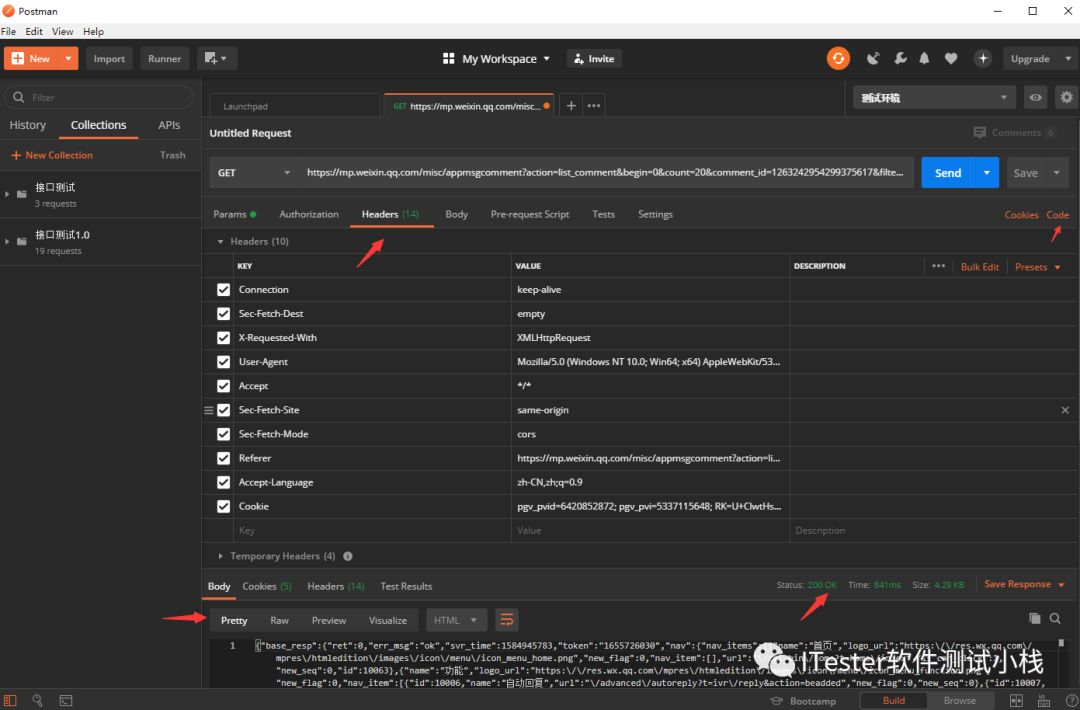 Postman
File Edit View Help
New Import Runner My Workspace Invite Upgrade
Filter
Launchpad GET https://mp.weixin.qq.com/misc... ••• 测试环境
History Collections APIs
Untitled Request Comments 0
New Collection Trash
GET https://mp.weixin.qq.com/misc/appmsgcomment?action=list_comment&begin=0&count=20&comment_id=1263242954299375617&filte... Send Save
接口测试
3 requests
Params Authorization Headers (14) Body Pre-request Script Tests Settings Cookies Code
接口测试1.0
19 requests
Headers (10)
KEY VALUE DESCRIPTION ••• Bulk Edit Presets
Connection keep-alive
Sec-Fetch-Dest empty
X-Requested-With XMLHttpRequest
User-Agent Mozilla/5.0 (Windows NT 10.0; Win64; x64) AppleWebKit/53...
Accept */*
Sec-Fetch-Site same-origin
Sec-Fetch-Mode cors
Referer https://mp.weixin.qq.com/misc/appmsgcomment?action=li...
Accept-Language zh-CN,zh;q=0.9
Cookie pgv_pvid=6420852872; pgv_pvi=5337115648; RK=U+ClwtHs...
Key Value Description
Temporary Headers (4)
Body Cookies (5) Headers (14) Test Results Status: 200 OK Time: 841ms Size: 4.29 KB Save Response
Pretty Raw Preview Visualize HTML
1 {"base_resp":{"ret":0,"err_msg":"ok","svr_time":1584945783,"token":"1655726030","nav":{"nav_items" "name":"首页","logo_url":"https:\/\/res.wx.qq.com\/
mpres\/htmledition\/images\/icon\/menu\/icon_menu_home.png","new_flag":0,"nav_item":[],"url"
"new_seq":0,"id":10063},{"name":"功能","logo_url":"https:\/\/res.wx.qq.com\/mpres\/htmledition\/images\/icon\/menu\/icon_menu_function.png"
"new_flag":0,"nav_item":[{"id":10006,"name":"自动回复","url":"\/advanced\/autoreply?t=ivr\/reply&action=beadded","new_flag":0,"new_seq":0},{"id":10007,
ITester软件测试小栈
Bootcamp Build Browse